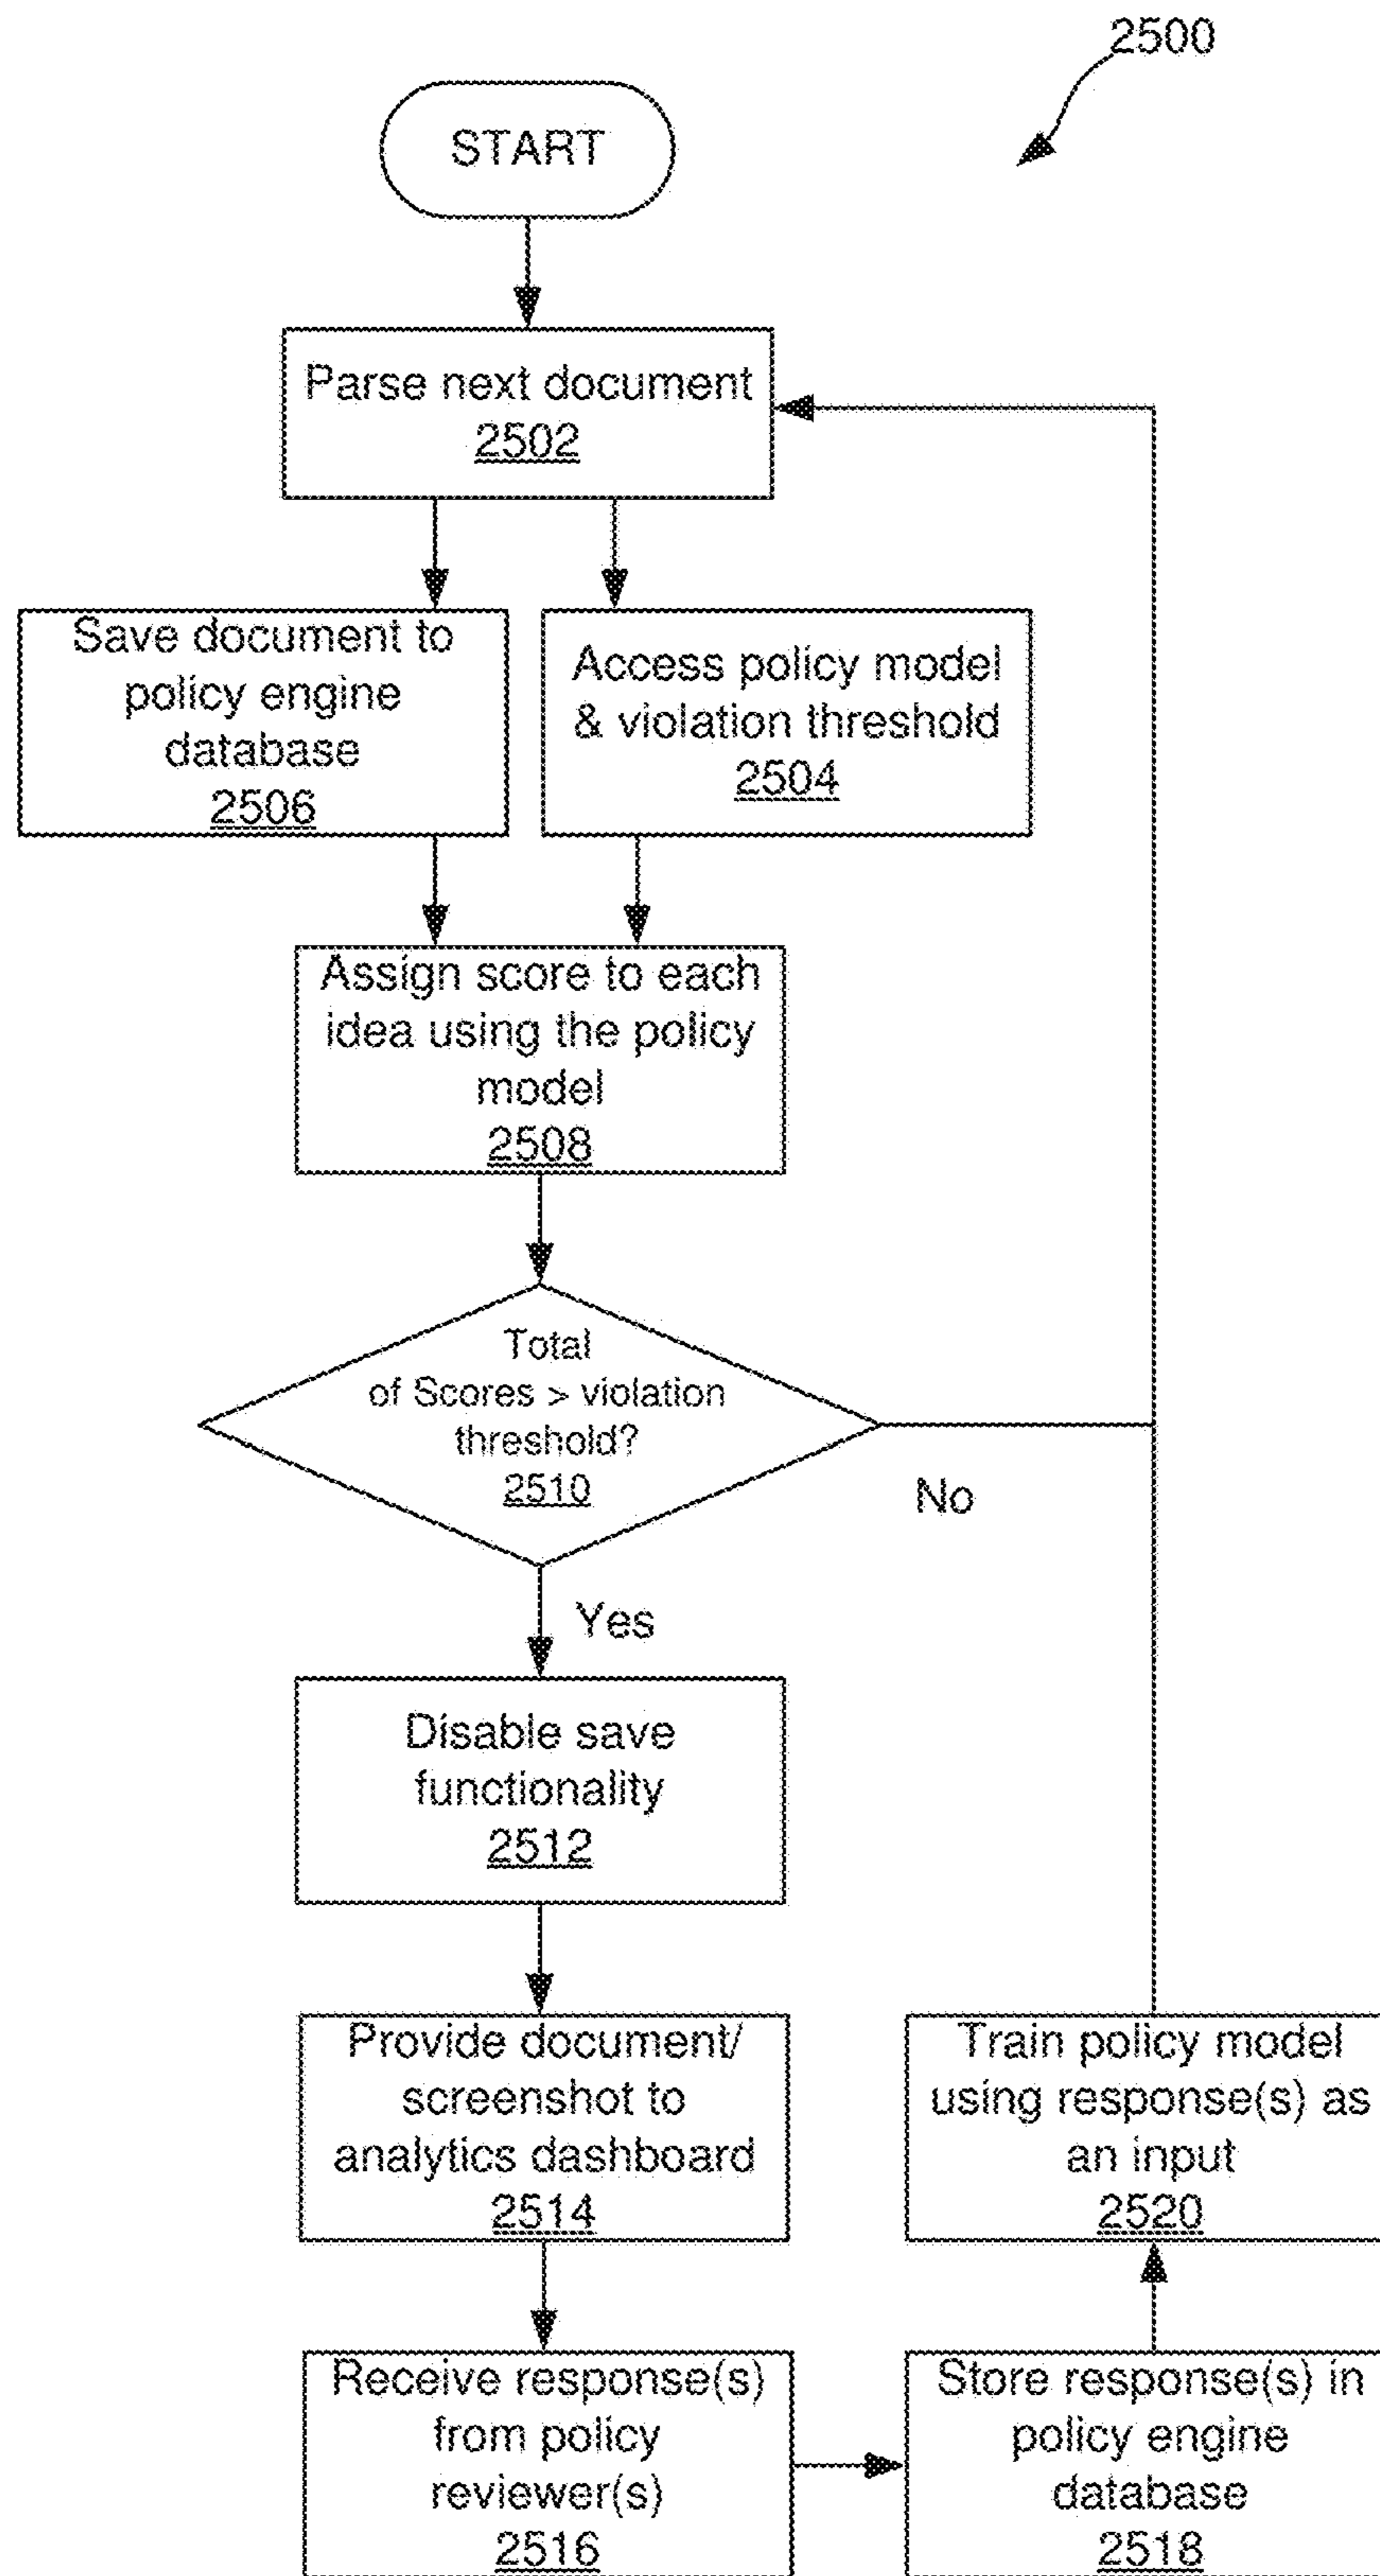 2500
START
Parse next document
2502
Save document to
policy engine
database
2506
Access policy model
& violation threshold
2504
Assign score to each
idea using the policy
model
2508
Total
of Scores > violation
threshold?
2510
No
Yes
Disable save
functionality
2512
Provide document/
screenshot to
analytics dashboard
2514
Train policy model
using response(s) as
an input
2520
Receive response(s)
from policy
reviewer(s)
2516
Store response(s) in
policy engine
database
2518